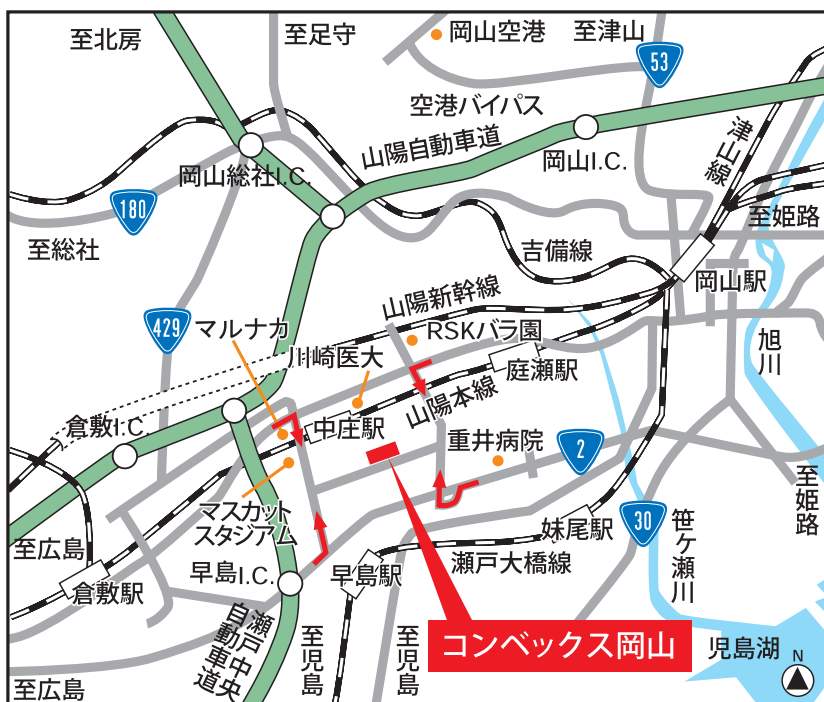 至北房
至足守
岡山空港
至津山
53
空港バイパス
山陽自動車道
岡山I.C.
津山線
岡山総社I.C.
180
至総社
至姫路
吉備線
岡山駅
山陽新幹線
429
マルナカ
RSKバラ園
川崎医大
庭瀬駅
旭川
山陽本線
倉敷I.C.
中庄駅
重井病院
2
マスカット
スタジアム
至姫路
至広島
30
妹尾駅
笹ヶ瀬川
早島I.C.
早島駅
瀬戸大橋線
倉敷駅
瀬戸中央
自動車道
至児島
至児島
コンベックス岡山
児島湖
N
至広島